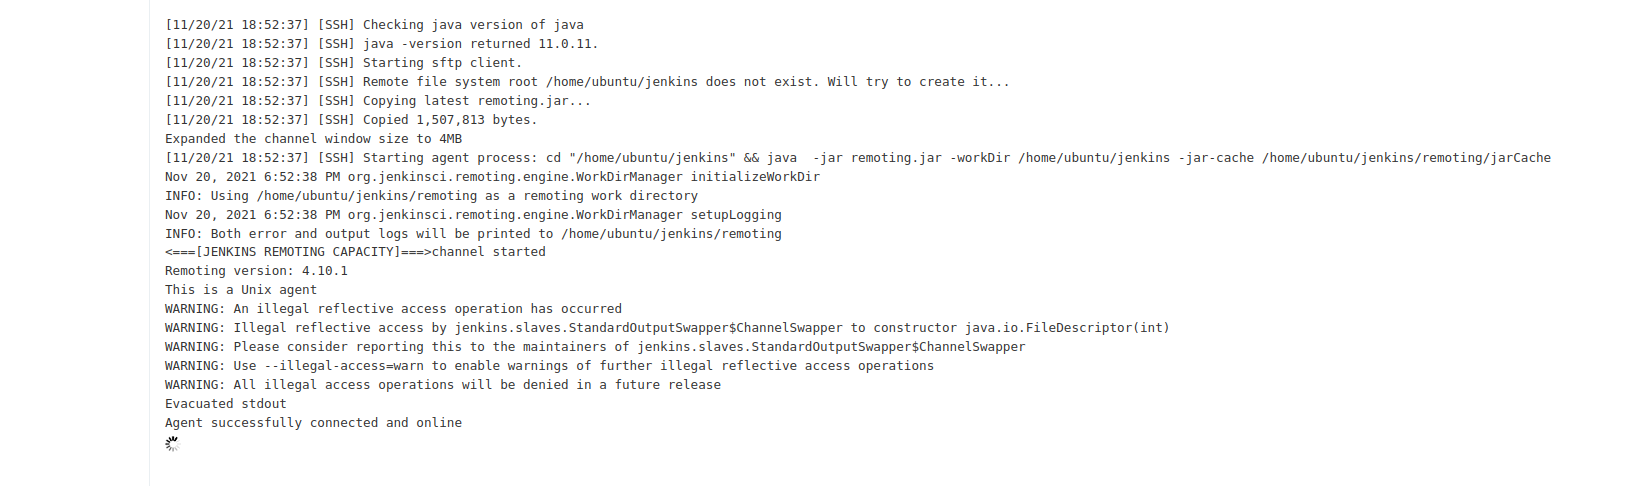 [11/20/21 18:52:37] [SSH] Checking java version of java
[11/20/21 18:52:37] [SSH] java -version returned 11.0.11.
[11/20/21 18:52:37] [SSH] Starting sftp client.
[11/20/21 18:52:37] [SSH] Remote file system root /home/ubuntu/jenkins does not exist. Will try to create it...
[11/20/21 18:52:37] [SSH] Copying latest remoting.jar...
[11/20/21 18:52:37] [SSH] Copied 1,507,813 bytes.
Expanded the channel window size to 4MB
[11/20/21 18:52:37] [SSH] Starting agent process: cd "/home/ubuntu/jenkins" && java  -jar remoting.jar -workDir /home/ubuntu/jenkins -jar-cache /home/ubuntu/jenkins/remoting/jarCache
Nov 20, 2021 6:52:38 PM org.jenkinsci.remoting.engine.WorkDirManager initializeWorkDir
INFO: Using /home/ubuntu/jenkins/remoting as a remoting work directory
Nov 20, 2021 6:52:38 PM org.jenkinsci.remoting.engine.WorkDirManager setupLogging
INFO: Both error and output logs will be printed to /home/ubuntu/jenkins/remoting
<===[JENKINS REMOTING CAPACITY]===>channel started
Remoting version: 4.10.1
This is a Unix agent
WARNING: An illegal reflective access operation has occurred
WARNING: Illegal reflective access by jenkins.slaves.StandardOutputSwapper$ChannelSwapper to constructor java.io.FileDescriptor(int)
WARNING: Please consider reporting this to the maintainers of jenkins.slaves.StandardOutputSwapper$ChannelSwapper
WARNING: Use --illegal-access=warn to enable warnings of further illegal reflective access operations
WARNING: All illegal access operations will be denied in a future release
Evacuated stdout
Agent successfully connected and online